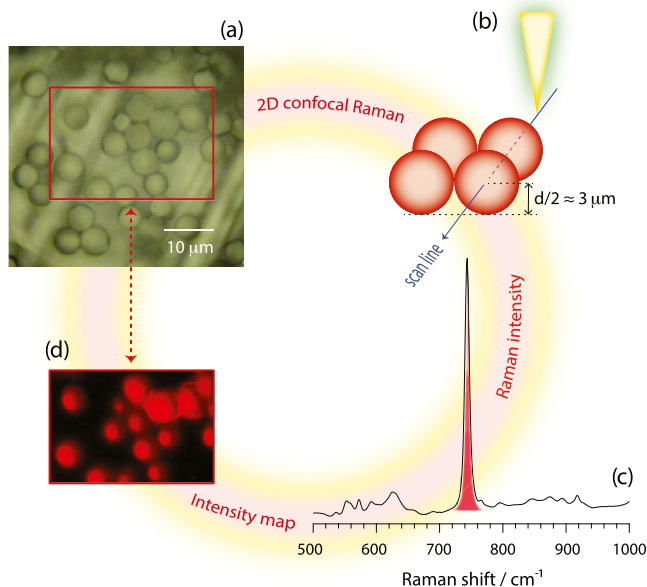 (a)
10 μm
2D confocal Raman
(b)
d/2 ≈ 3 μm
scan line
Raman intensity
(c)
500 600 700 800 900 1000
Raman shift / cm⁻¹
Intensity map
(d)